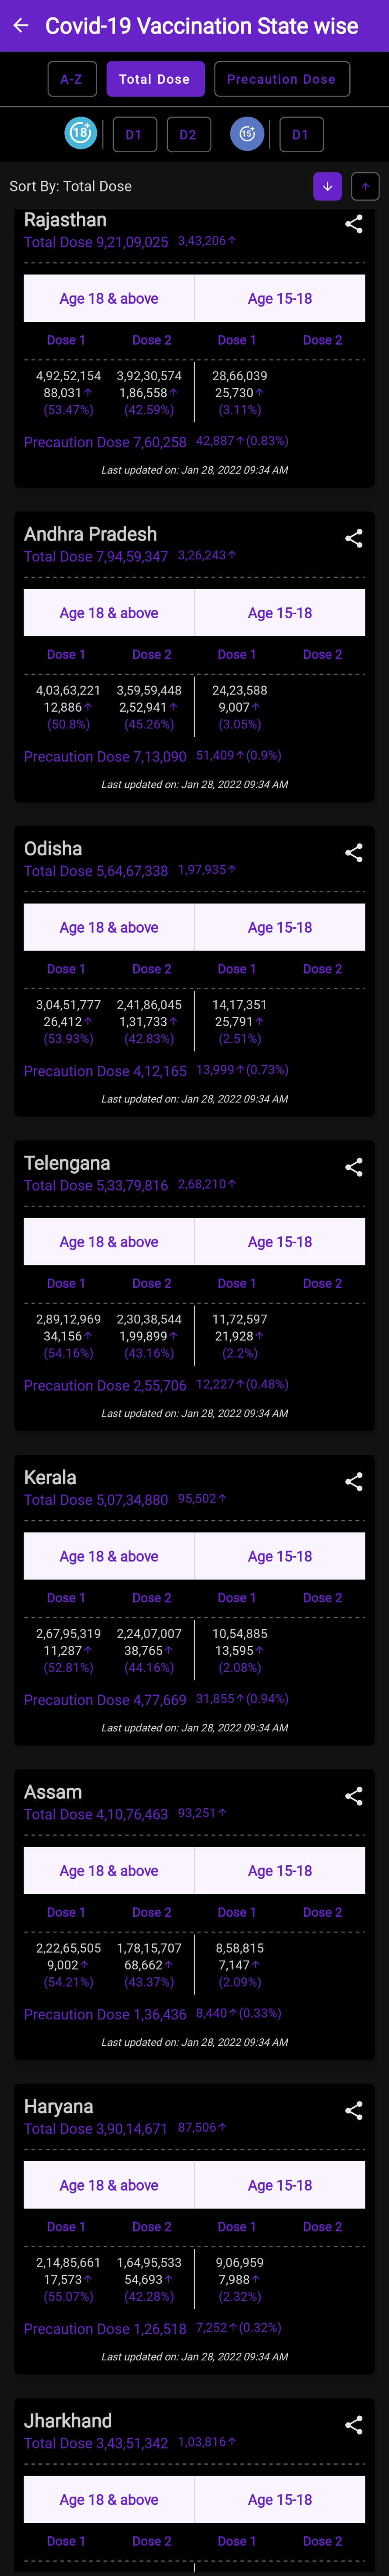 Covid-19 Vaccination State wise
A-Z Total Dose Precaution Dose
18+ D1 D2 15+ D1
Sort By: Total Dose
Rajasthan
Total Dose 9,21,09,025 3,43,206↑
Age 18 & above Age 15-18
Dose 1 Dose 2 Dose 1 Dose 2
4,92,52,154 3,92,30,574 28,66,039
88,031↑ 1,86,558↑ 25,730↑
(53.47%) (42.59%) (3.11%)
Precaution Dose 7,60,258 42,887↑(0.83%)
Last updated on: Jan 28, 2022 09:34 AM
Andhra Pradesh
Total Dose 7,94,59,347 3,26,243↑
Age 18 & above Age 15-18
Dose 1 Dose 2 Dose 1 Dose 2
4,03,63,221 3,59,59,448 24,23,588
12,886↑ 2,52,941↑ 9,007↑
(50.8%) (45.26%) (3.05%)
Precaution Dose 7,13,090 51,409↑(0.9%)
Last updated on: Jan 28, 2022 09:34 AM
Odisha
Total Dose 5,64,67,338 1,97,935↑
Age 18 & above Age 15-18
Dose 1 Dose 2 Dose 1 Dose 2
3,04,51,777 2,41,86,045 14,17,351
26,412↑ 1,31,733↑ 25,791↑
(53.93%) (42.83%) (2.51%)
Precaution Dose 4,12,165 13,999↑(0.73%)
Last updated on: Jan 28, 2022 09:34 AM
Telengana
Total Dose 5,33,79,816 2,68,210↑
Age 18 & above Age 15-18
Dose 1 Dose 2 Dose 1 Dose 2
2,89,12,969 2,30,38,544 11,72,597
34,156↑ 1,99,899↑ 21,928↑
(54.16%) (43.16%) (2.2%)
Precaution Dose 2,55,706 12,227↑(0.48%)
Last updated on: Jan 28, 2022 09:34 AM
Kerala
Total Dose 5,07,34,880 95,502↑
Age 18 & above Age 15-18
Dose 1 Dose 2 Dose 1 Dose 2
2,67,95,319 2,24,07,007 10,54,885
11,287↑ 38,765↑ 13,595↑
(52.81%) (44.16%) (2.08%)
Precaution Dose 4,77,669 31,855↑(0.94%)
Last updated on: Jan 28, 2022 09:34 AM
Assam
Total Dose 4,10,76,463 93,251↑
Age 18 & above Age 15-18
Dose 1 Dose 2 Dose 1 Dose 2
2,22,65,505 1,78,15,707 8,58,815
9,002↑ 68,662↑ 7,147↑
(54.21%) (43.37%) (2.09%)
Precaution Dose 1,36,436 8,440↑(0.33%)
Last updated on: Jan 28, 2022 09:34 AM
Haryana
Total Dose 3,90,14,671 87,506↑
Age 18 & above Age 15-18
Dose 1 Dose 2 Dose 1 Dose 2
2,14,85,661 1,64,95,533 9,06,959
17,573↑ 54,693↑ 7,988↑
(55.07%) (42.28%) (2.32%)
Precaution Dose 1,26,518 7,252↑(0.32%)
Last updated on: Jan 28, 2022 09:34 AM
Jharkhand
Total Dose 3,43,51,342 1,03,816↑
Age 18 & above Age 15-18
Dose 1 Dose 2 Dose 1 Dose 2